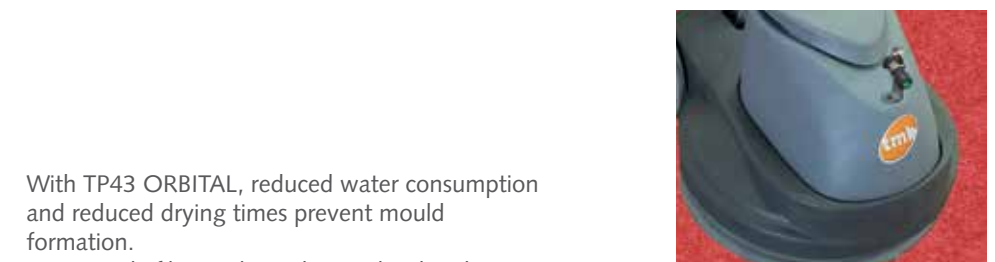 With TP43 ORBITAL, reduced water consumption
and reduced drying times prevent mould
formation.
tmb